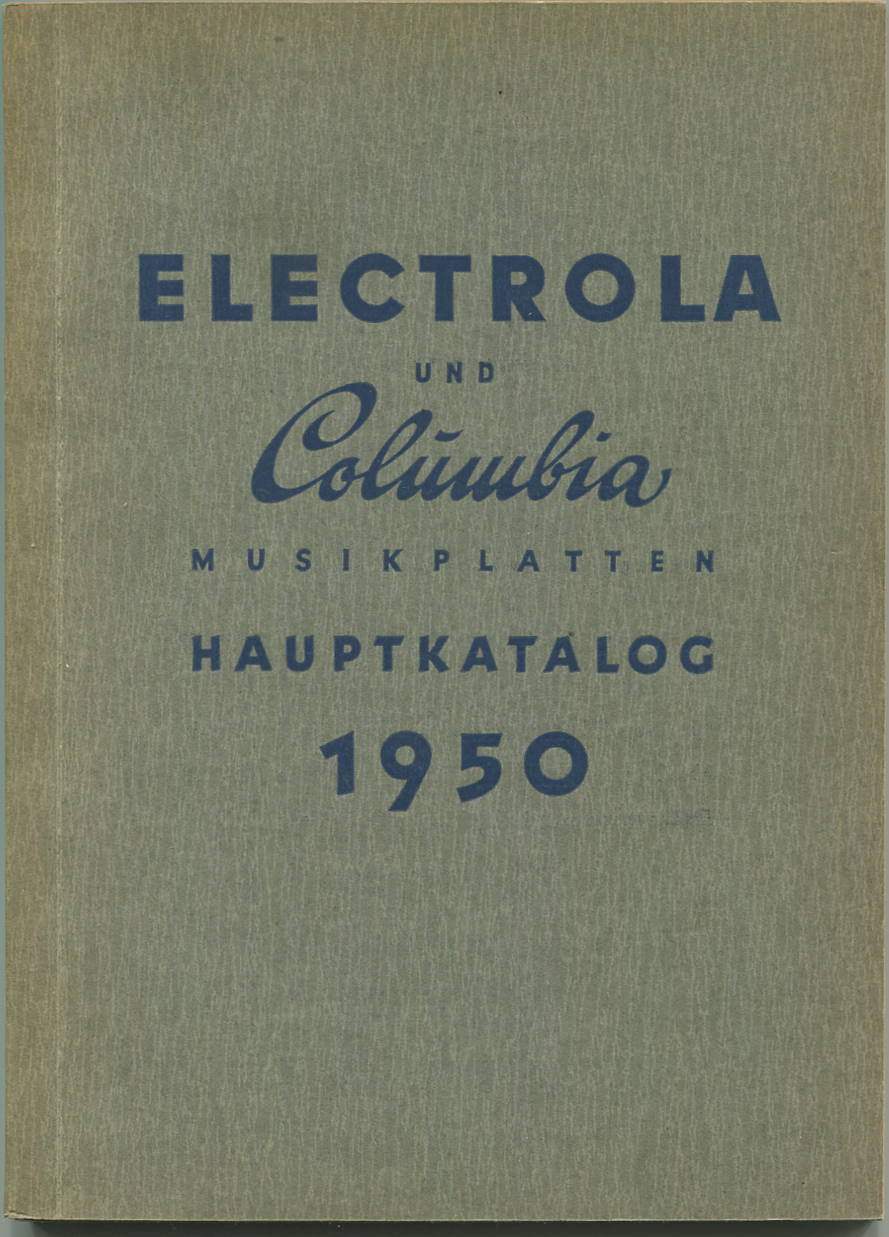 ELECTROLA
UND
Columbia
MUSIKPLATTEN
HAUPTKATALOG
1950